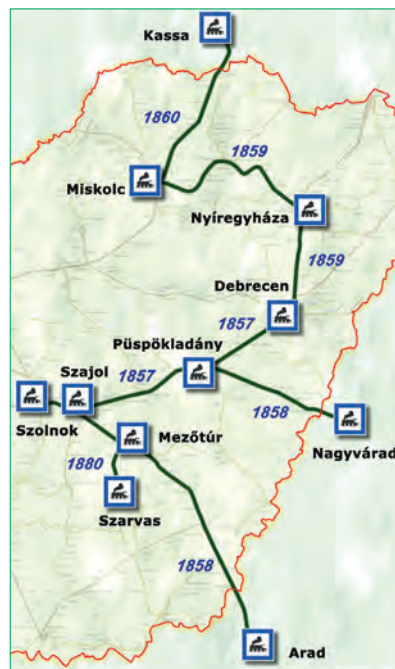 Kassa
1860
1859
Miskolc
Nyíregyháza
1859
Debrecen
1857
Püspökladány
Szajol
1857
1858
Szolnok
Mezőtúr
Nagyvárad
1880
Szarvas
1858
Arad